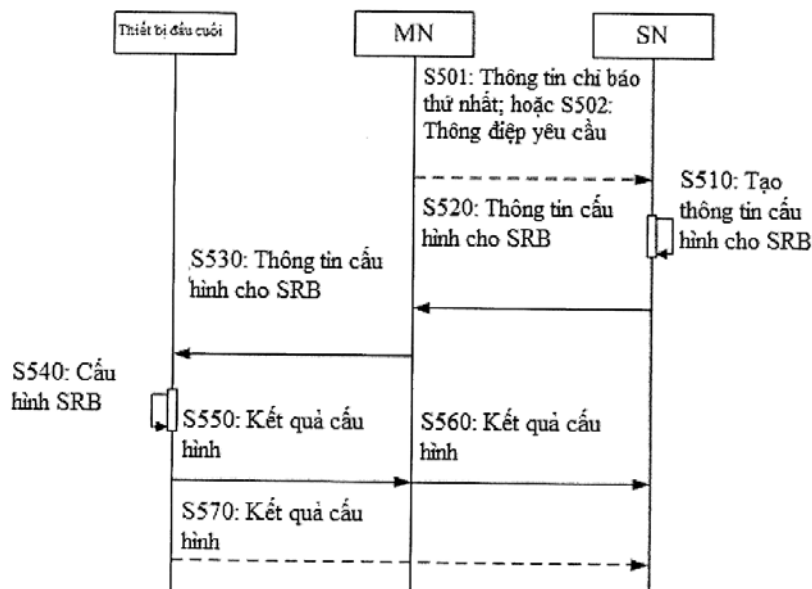 Thiết bị đầu cuối
MN
SN
S501: Thông tin chỉ báo
thứ nhất; hoặc S502:
Thông điệp yêu cầu
S510: Tạo
thông tin cấu
hình cho SRB
S520: Thông tin cấu
hình cho SRB
S530: Thông tin cấu
hình cho SRB
S540: Cấu
hình SRB
S550: Kết quả cấu
hình
S560: Kết quả cấu
hình
S570: Kết quả cấu
hình